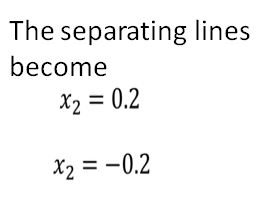 The separating lines
become
x₂ = 0.2
x₂ = −0.2